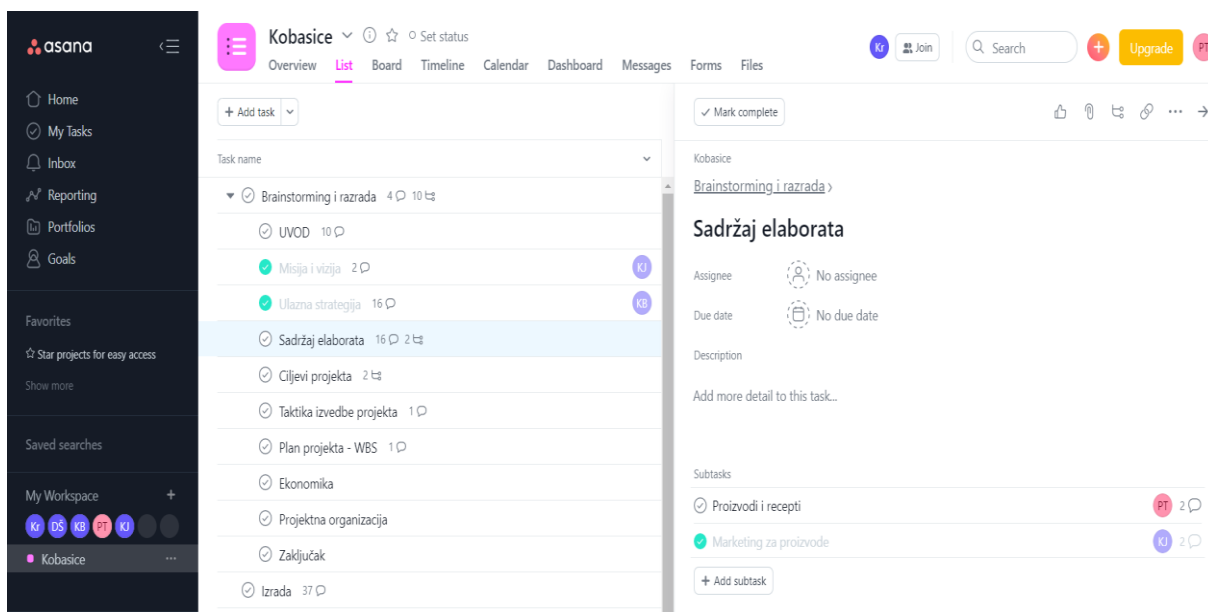 asana
Home
My Tasks
Inbox
Reporting
Portfolios
Goals
Favorites
Star projects for easy access
Show more
Saved searches
My Workspace +
Kr DŠ KB PT KJ
Kobasice ...
Kobasice Set status
Overview List Board Timeline Calendar Dashboard Messages Forms Files
Kr Join Search + Upgrade PT
+ Add task
Task name
Brainstorming i razrada 4 10
UVOD 10
Misija i vizija 2 KJ
Ulazna strategija 16 KB
Sadržaj elaborata 16 2
Ciljevi projekta 2
Taktika izvedbe projekta 1
Plan projekta - WBS 1
Ekonomika
Projektna organizacija
Zaključak
Izrada 37
Mark complete
Kobasice
Brainstorming i razrada ›
Sadržaj elaborata
Assignee No assignee
Due date No due date
Description
Add more detail to this task...
Subtasks
Proizvodi i recepti PT 2
Marketing za proizvode KJ 2
+ Add subtask